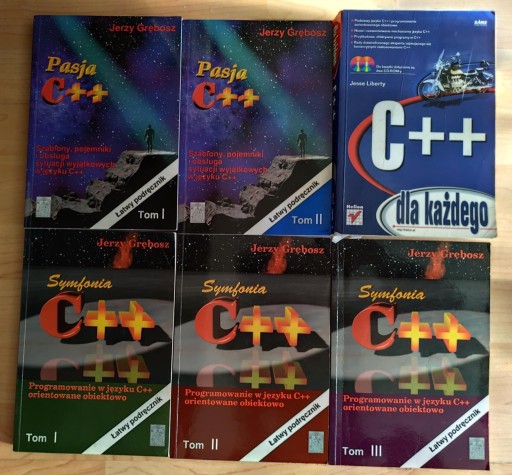 Jerzy Grębosz
Pasja
C++
Szablony, pojemniki
i obsługa
sytuacji wyjątkowych
w języku C++
Łatwy podręcznik
Tom I
Jerzy Grębosz
Pasja
C++
Szablony, pojemniki
i obsługa
sytuacji wyjątkowych
w języku C++
Łatwy podręcznik
Tom II
Jesse Liberty
C++
dla każdego
Helion
Jerzy Grębosz
Symfonia
C++
Programowanie w języku C++
orientowane obiektowo
Łatwy podręcznik
Tom I
Jerzy Grębosz
Symfonia
C++
Programowanie w języku C++
orientowane obiektowo
Łatwy podręcznik
Tom II
Jerzy Grębosz
Symfonia
C++
Programowanie w języku C++
orientowane obiektowo
Łatwy podręcznik
Tom III